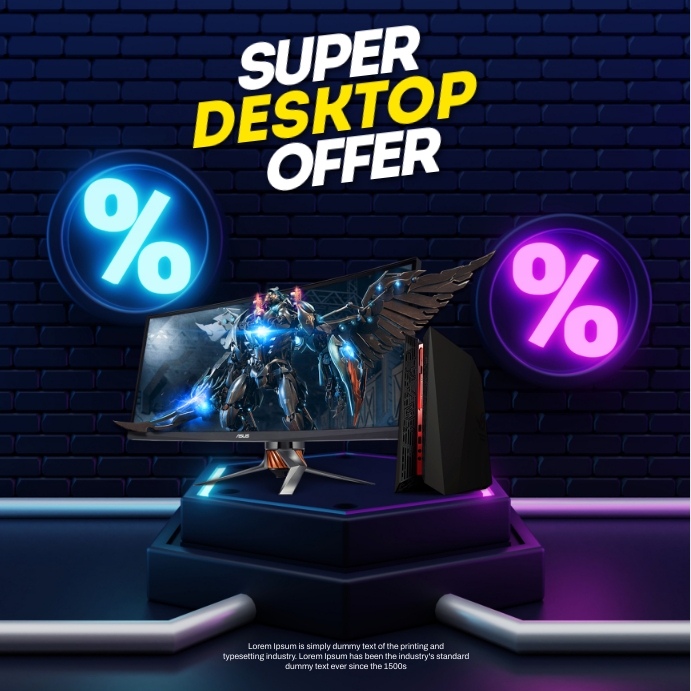 SUPER
DESKTOP
OFFER
%
%
ASUS
Lorem Ipsum is simply dummy text of the printing and
typesetting industry. Lorem Ipsum has been the industry's standard
dummy text ever since the 1500s